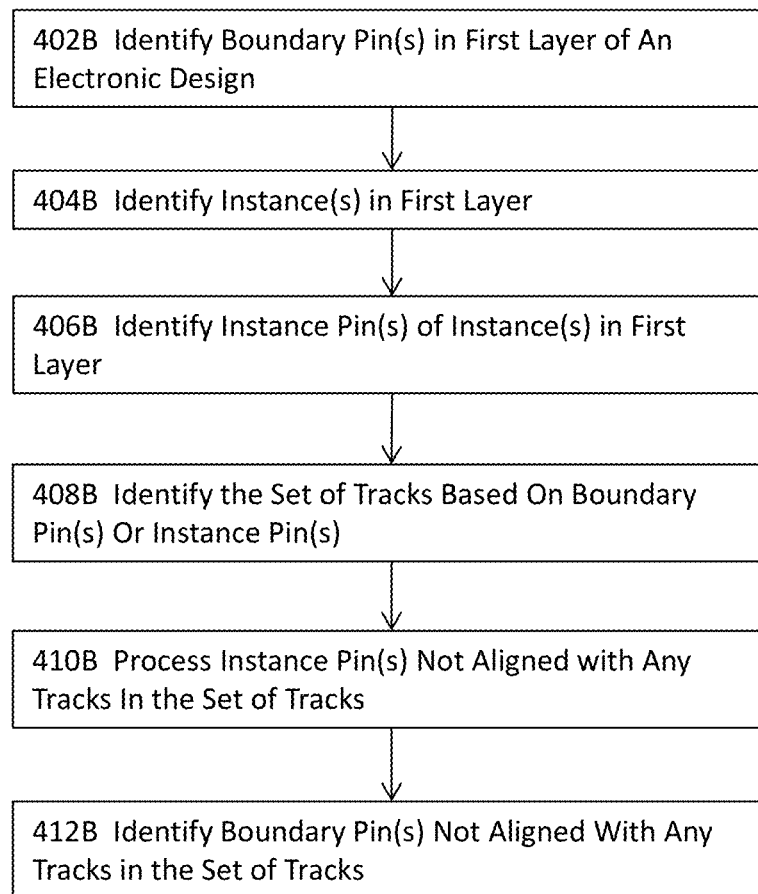 402B Identify Boundary Pin(s) in First Layer of An
Electronic Design
404B Identify Instance(s) in First Layer
406B Identify Instance Pin(s) of Instance(s) in First
Layer
408B Identify the Set of Tracks Based On Boundary
Pin(s) Or Instance Pin(s)
410B Process Instance Pin(s) Not Aligned with Any
Tracks In the Set of Tracks
412B Identify Boundary Pin(s) Not Aligned With Any
Tracks in the Set of Tracks